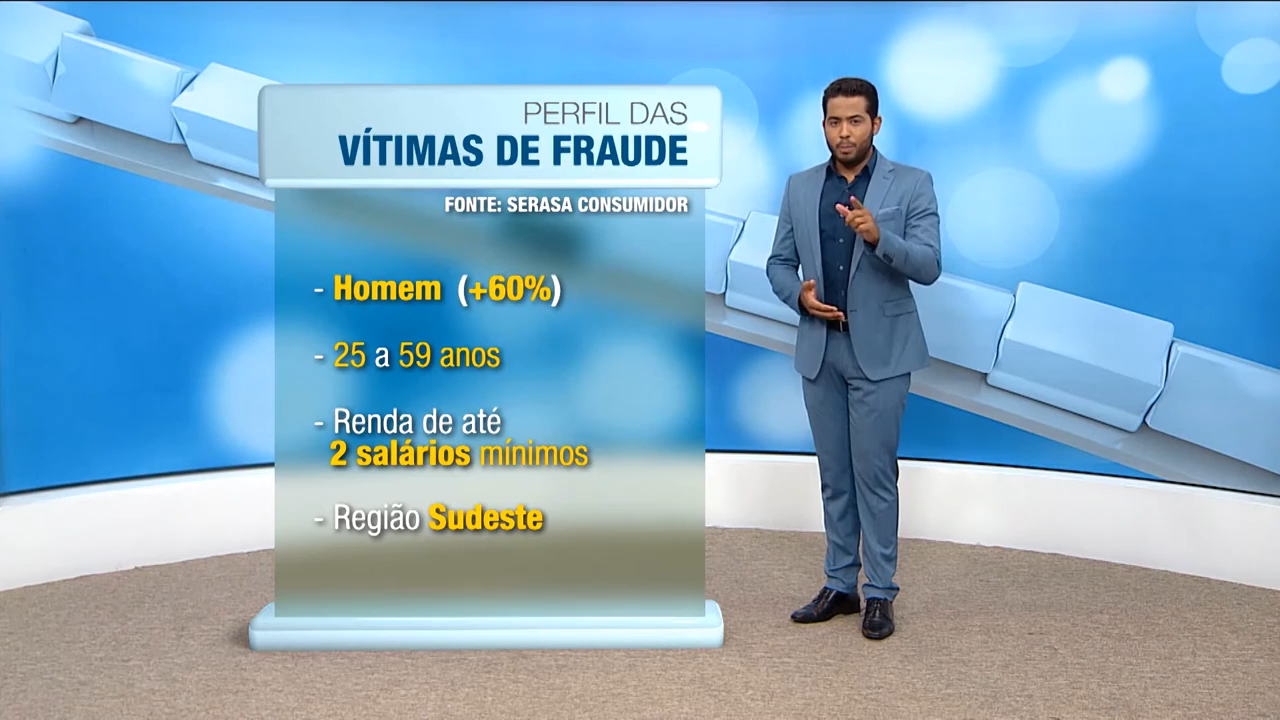 PERFIL DAS
VÍTIMAS DE FRAUDE
FONTE: SERASA CONSUMIDOR
- Homem (+60%)
- 25 a 59 anos
- Renda de até
2 salários mínimos
- Região Sudeste